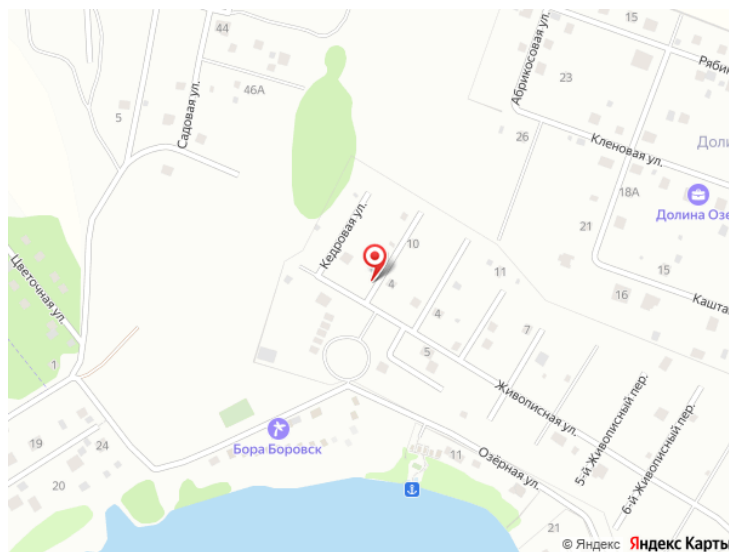 15
44
Рябин
Абрикосовая ул.
23
46А
5
Садовая ул.
26
Кленовая ул.
Доли
18А
Долина Озе
Кедровая ул.
10
21
11
15
4
16
Кашта
Цветочная ул.
4
7
5
1
Живописная ул.
5-й Живописный пер.
6-й Живописный пер.
19
24
Бора Боровск
11
Озёрная ул.
20
21
© Яндекс Яндекс Карты